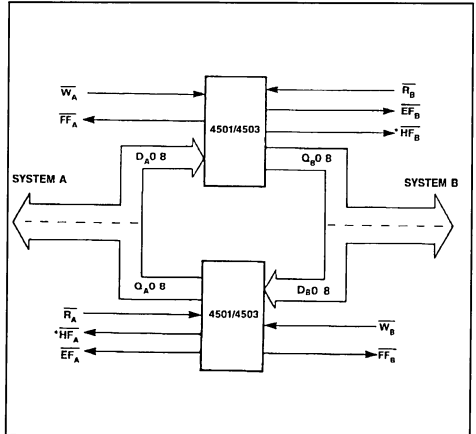 W̅A̅
R̅B̅
F̅F̅A̅
E̅F̅B̅
4501/4503
*H̅F̅B̅
DA0 8
QB0 8
SYSTEM A
SYSTEM B
QA0 8
DB0 8
R̅A̅
4501/4503
W̅B̅
*H̅F̅A̅
E̅F̅A̅
F̅F̅B̅